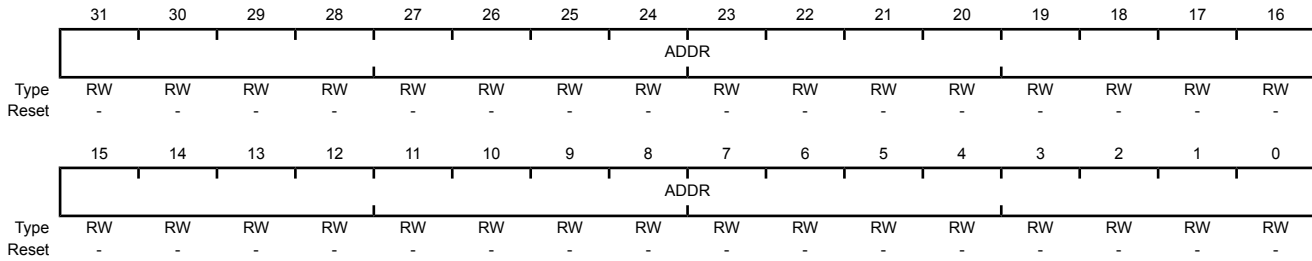 31 30 29 28 27 26 25 24 23 22 21 20 19 18 17 16
ADDR
Type RW RW RW RW RW RW RW RW RW RW RW RW RW RW RW RW
Reset - - - - - - - - - - - - - - - -
15 14 13 12 11 10 9 8 7 6 5 4 3 2 1 0
ADDR
Type RW RW RW RW RW RW RW RW RW RW RW RW RW RW RW RW
Reset - - - - - - - - - - - - - - - -